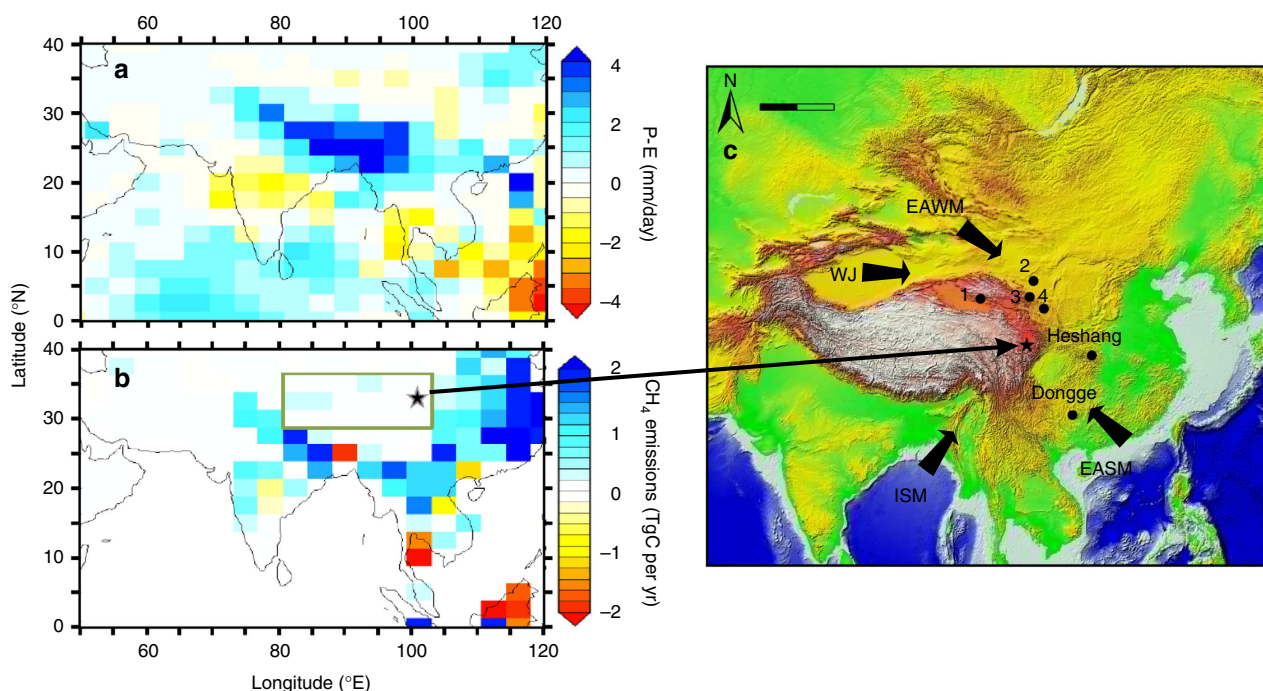 60 80 100 120
40
30
20
10
0
a
4
2
0
–2
–4
P-E (mm/day)
Latitude (°N)
40
30
20
10
0
b
2
1
0
–1
–2
CH4 emissions (TgC per yr)
60 80 100 120
Longitude (°E)
N
c
EAWM
WJ
2
1 3 4
Heshang
Dongge
EASM
ISM